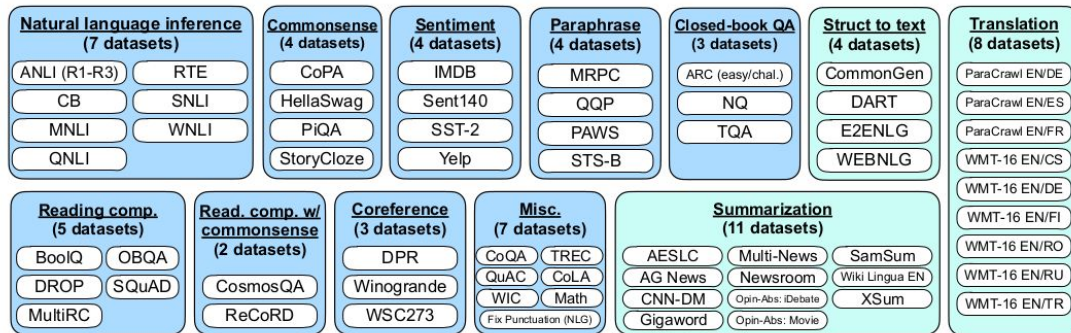 Natural language inference
(7 datasets)
ANLI (R1-R3)
RTE
CB
SNLI
MNLI
WNLI
QNLI
Commonsense
(4 datasets)
CoPA
HellaSwag
PiQA
StoryCloze
Sentiment
(4 datasets)
IMDB
Sent140
SST-2
Yelp
Paraphrase
(4 datasets)
MRPC
QQP
PAWS
STS-B
Closed-book QA
(3 datasets)
ARC (easy/chal.)
NQ
TQA
Struct to text
(4 datasets)
CommonGen
DART
E2ENLG
WEBNLG
Translation
(8 datasets)
ParaCrawl EN/DE
ParaCrawl EN/ES
ParaCrawl EN/FR
WMT-16 EN/CS
WMT-16 EN/DE
WMT-16 EN/FI
WMT-16 EN/RO
WMT-16 EN/RU
WMT-16 EN/TR
Reading comp.
(5 datasets)
BoolQ
OBQA
DROP
SQuAD
MultiRC
Read. comp. w/
commonsense
(2 datasets)
CosmosQA
ReCoRD
Coreference
(3 datasets)
DPR
Winogrande
WSC273
Misc.
(7 datasets)
CoQA
TREC
QuAC
CoLA
WIC
Math
Fix Punctuation (NLG)
Summarization
(11 datasets)
AESLC
Multi-News
SamSum
AG News
Newsroom
Wiki Lingua EN
CNN-DM
Opin-Abs: iDebate
XSum
Gigaword
Opin-Abs: Movie